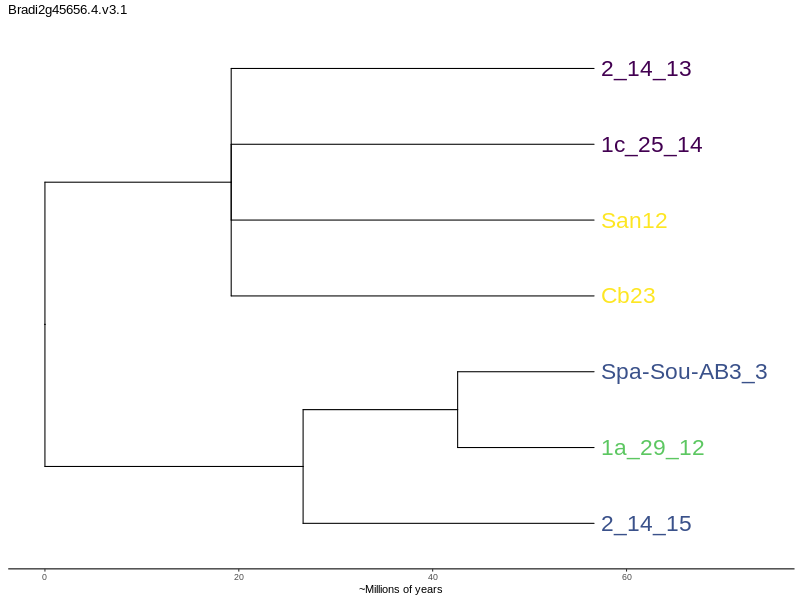 Bradi2g45656.4.v3.1
2_14_13
1c_25_14
San12
Cb23
Spa-Sou-AB3_3
1a_29_12
2_14_15
0 20 40 60
~Millions of years